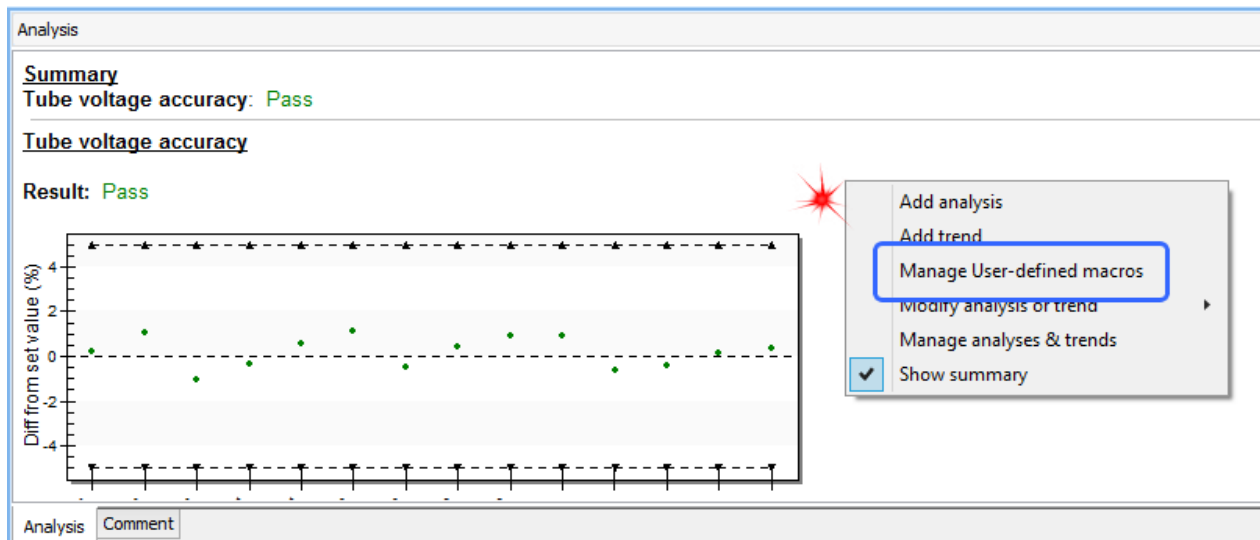 Analysis
Summary
Tube voltage accuracy: Pass
Tube voltage accuracy
Result: Pass
Diff from set value (%)
4
2
0
-2
-4
Add analysis
Add trend
Manage User-defined macros
Modify analysis or trend
Manage analyses & trends
Show summary
Analysis
Comment